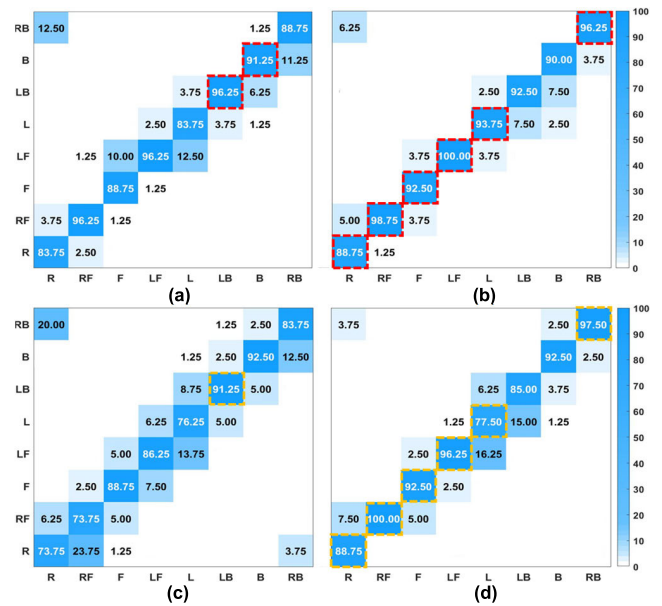 RB 12.50 1.25 88.75 6.25 96.25 100
B 91.25 11.25 90.00 3.75 90
LB 3.75 96.25 6.25 2.50 92.50 7.50 80
L 2.50 83.75 3.75 1.25 93.75 7.50 2.50 70
60
LF 1.25 10.00 96.25 12.50 3.75 100.00 3.75 50
40
F 88.75 1.25 92.50 30
RF 3.75 96.25 1.25 5.00 98.75 3.75 20
10
R 83.75 2.50 88.75 1.25 0
R RF F LF L LB B RB R RF F LF L LB B RB
(a) (b)
RB 20.00 1.25 2.50 83.75 3.75 2.50 97.50 100
B 1.25 2.50 92.50 12.50 92.50 2.50 90
LB 8.75 91.25 5.00 6.25 85.00 3.75 80
70
L 6.25 76.25 5.00 77.50 15.00 1.25
1.25 60
LF 5.00 86.25 13.75 2.50 96.25 16.25 50
40
F 2.50 88.75 7.50 92.50 2.50 30
RF 6.25 73.75 5.00 7.50 100.00 5.00 20
10
R 73.75 23.75 1.25 3.75 88.75 0
R RF F LF L LB B RB R RF F LF L LB B RB
(c) (d)